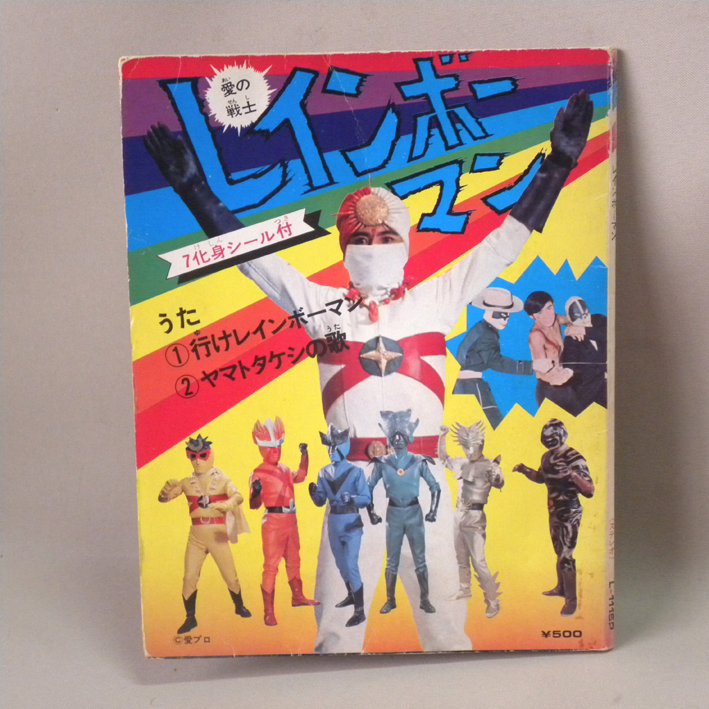 愛の
戦士
レインボー
マン
7化身シール付
うた
①行けレインボーマン
②ヤマトタケシの歌
©愛プロ
¥500